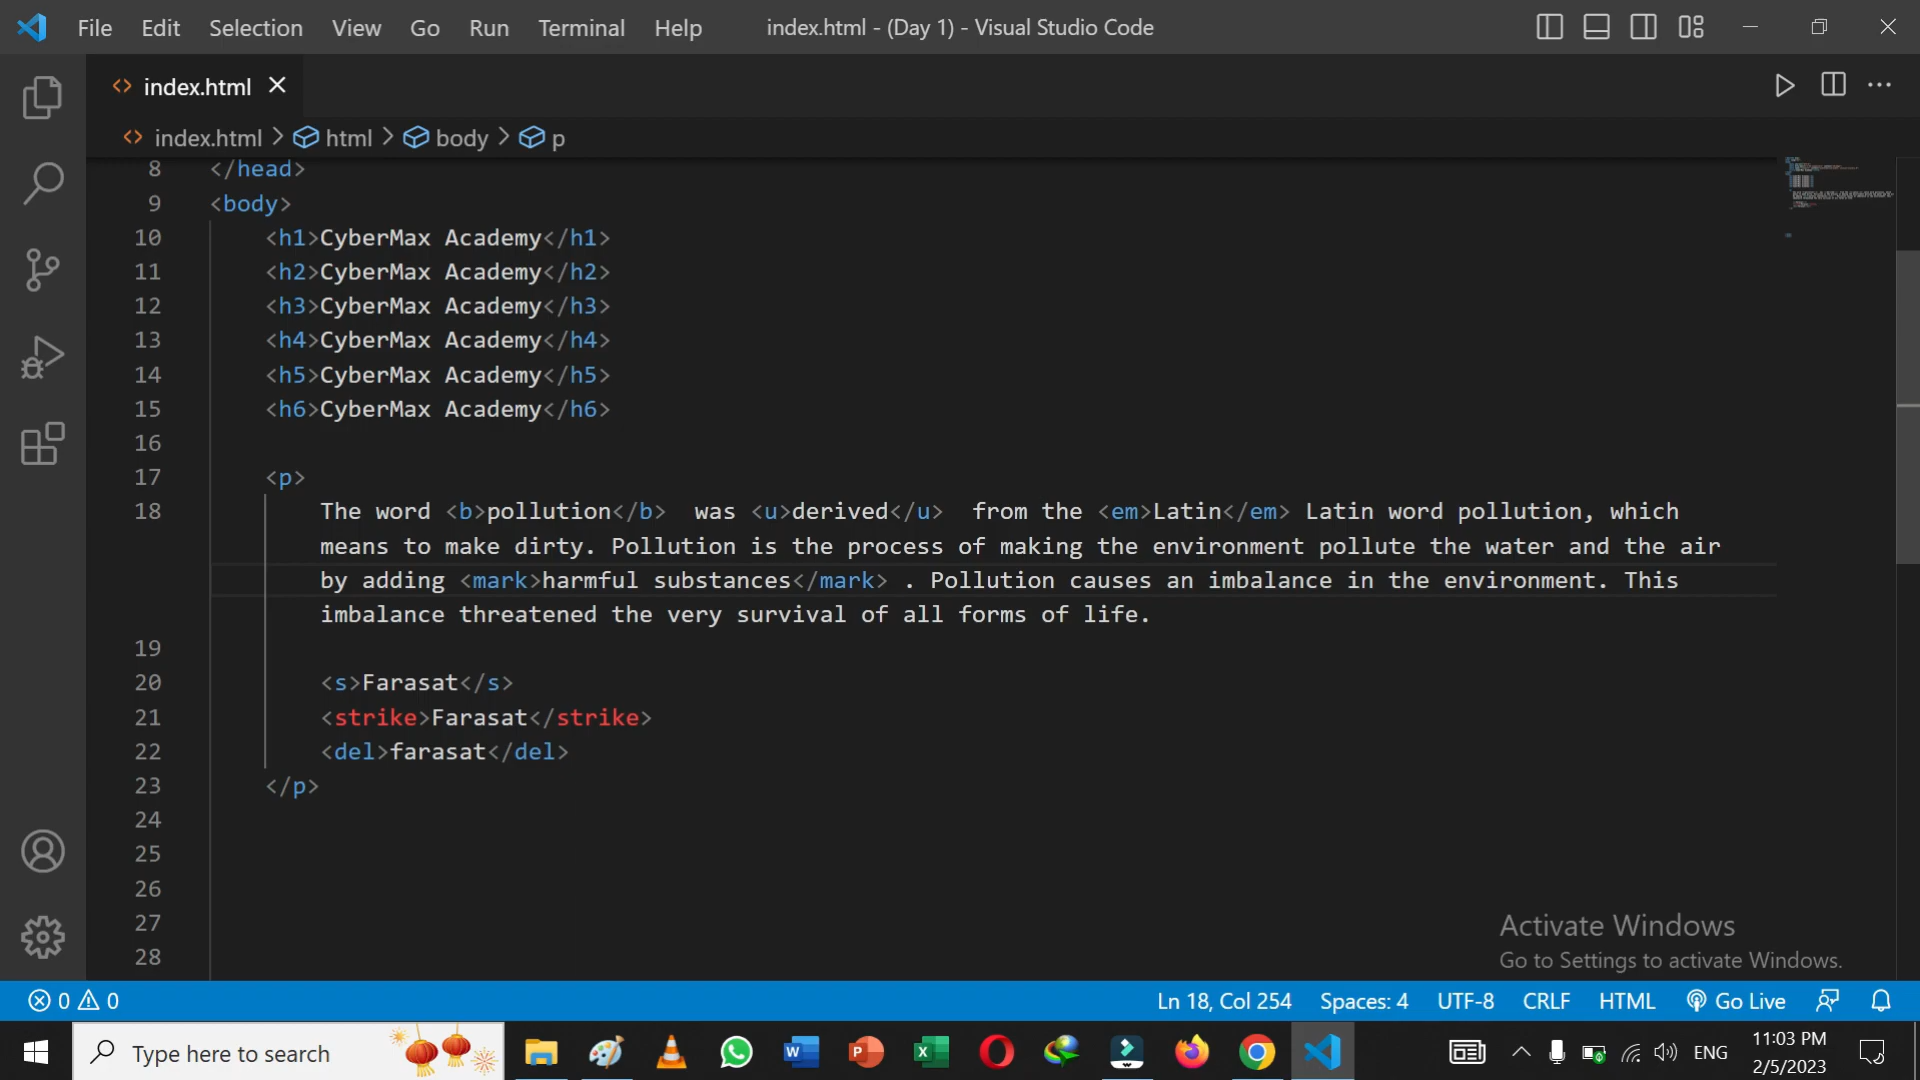 File Edit Selection View Go Run Terminal Help index.html - (Day 1) - Visual Studio Code
index.html
index.html > html > body > p
8 </head>
9 <body>
10 <h1>CyberMax Academy</h1>
11 <h2>CyberMax Academy</h2>
12 <h3>CyberMax Academy</h3>
13 <h4>CyberMax Academy</h4>
14 <h5>CyberMax Academy</h5>
15 <h6>CyberMax Academy</h6>
16
17 <p>
18 The word <b>pollution</b>  was <u>derived</u>  from the <em>Latin</em> Latin word pollution, which
means to make dirty. Pollution is the process of making the environment pollute the water and the air
by adding <mark>harmful substances</mark> . Pollution causes an imbalance in the environment. This
imbalance threatened the very survival of all forms of life.
19
20 <s>Farasat</s>
21 <strike>Farasat</strike>
22 <del>farasat</del>
23 </p>
24
25
26
27
28
Activate Windows
Go to Settings to activate Windows.
0 0 Ln 18, Col 254 Spaces: 4 UTF-8 CRLF HTML Go Live
Type here to search ENG 11:03 PM
2/5/2023